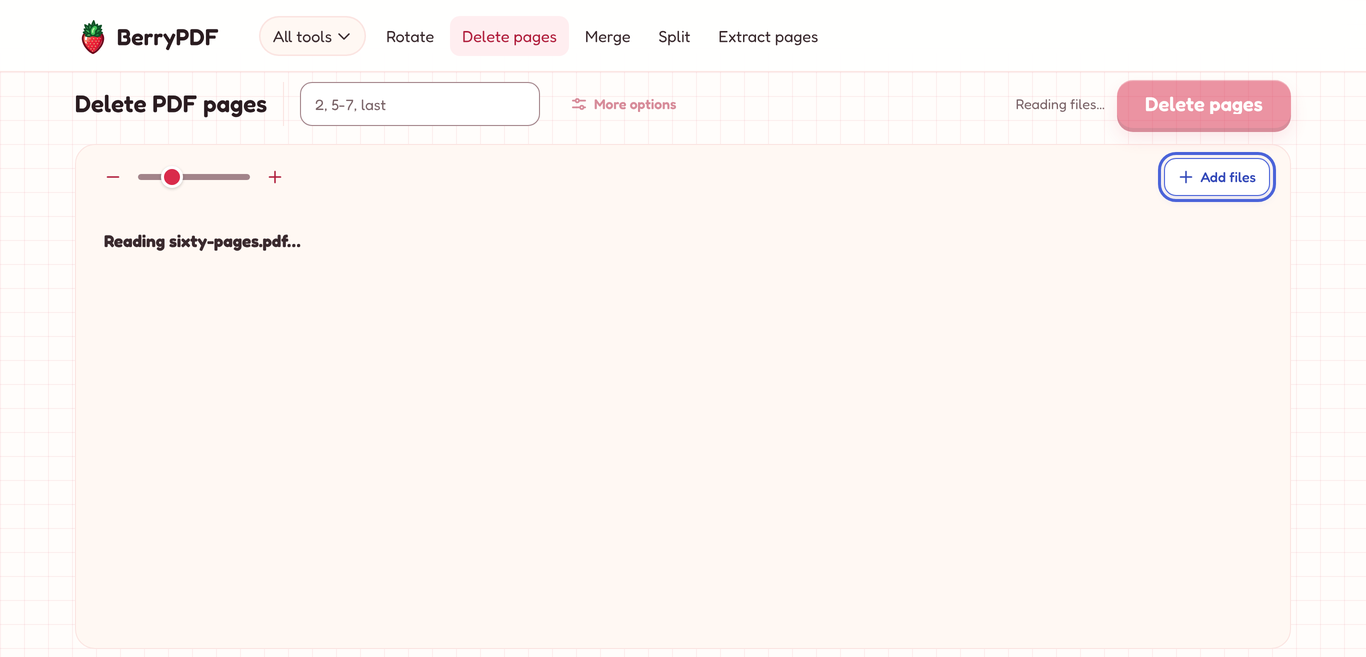 BerryPDF
All tools
Rotate
Delete pages
Merge
Split
Extract pages
Delete PDF pages
2, 5-7, last
More options
Reading files...
Delete pages
Add files
Reading sixty-pages.pdf...